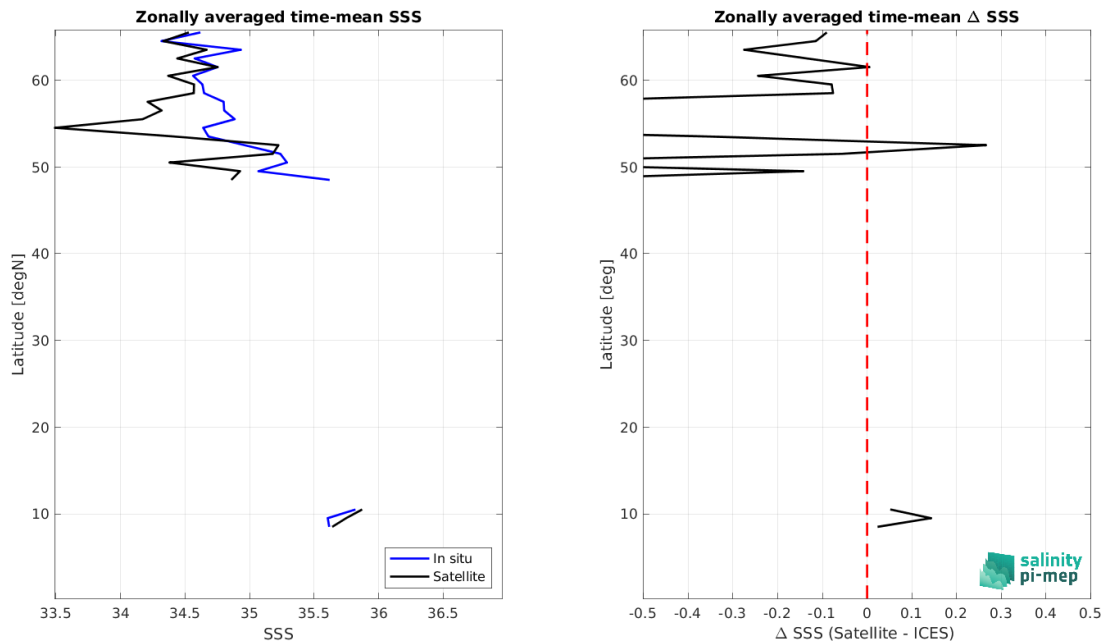 Zonally averaged time-mean SSS
60
50
40
30
20
10
Latitude [degN]
33.5 34 34.5 35 35.5 36 36.5
SSS
In situ
Satellite
Zonally averaged time-mean Δ SSS
60
50
40
30
20
10
Latitude [deg]
-0.5 -0.4 -0.3 -0.2 -0.1 0 0.1 0.2 0.3 0.4 0.5
Δ SSS (Satellite - ICES)
salinity
pi-mep